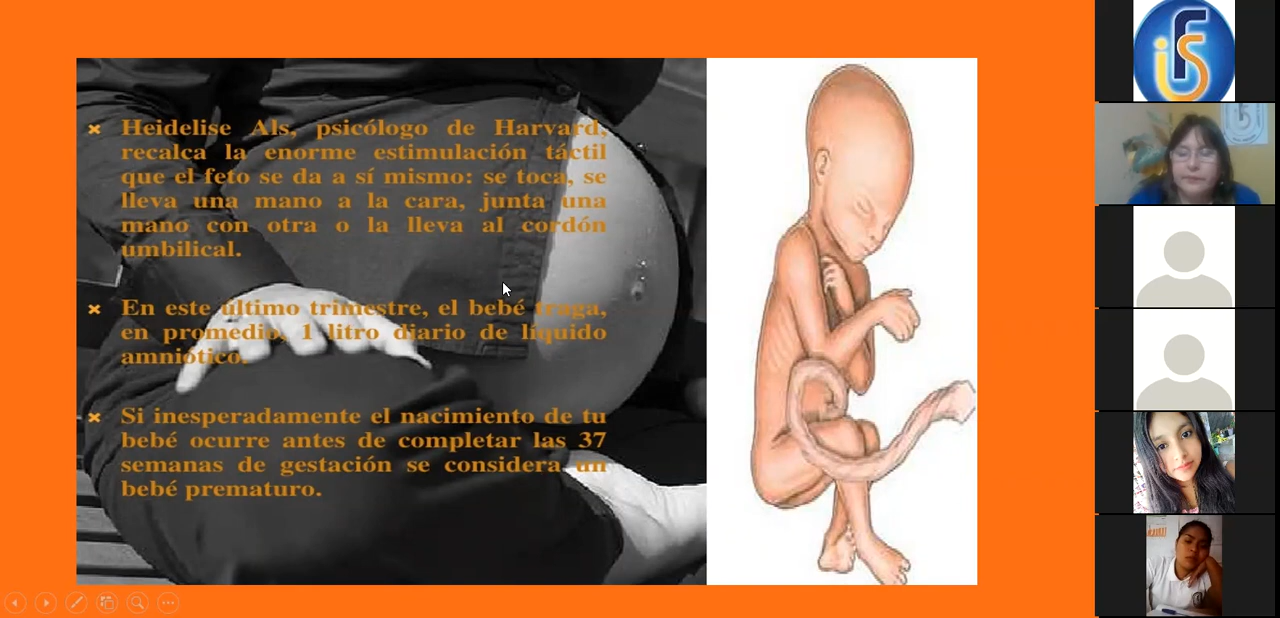 Heidelise Als, psicólogo de Harvard,
recalca la enorme estimulación táctil
que el feto se da a sí mismo: se toca, se
lleva una mano a la cara, junta una
mano con otra o la lleva al cordón
umbilical.
En este último trimestre, el bebé traga,
en promedio, 1 litro diario de líquido
amniótico.
Si inesperadamente el nacimiento de tu
bebé ocurre antes de completar las 37
semanas de gestación se considera un
bebé prematuro.